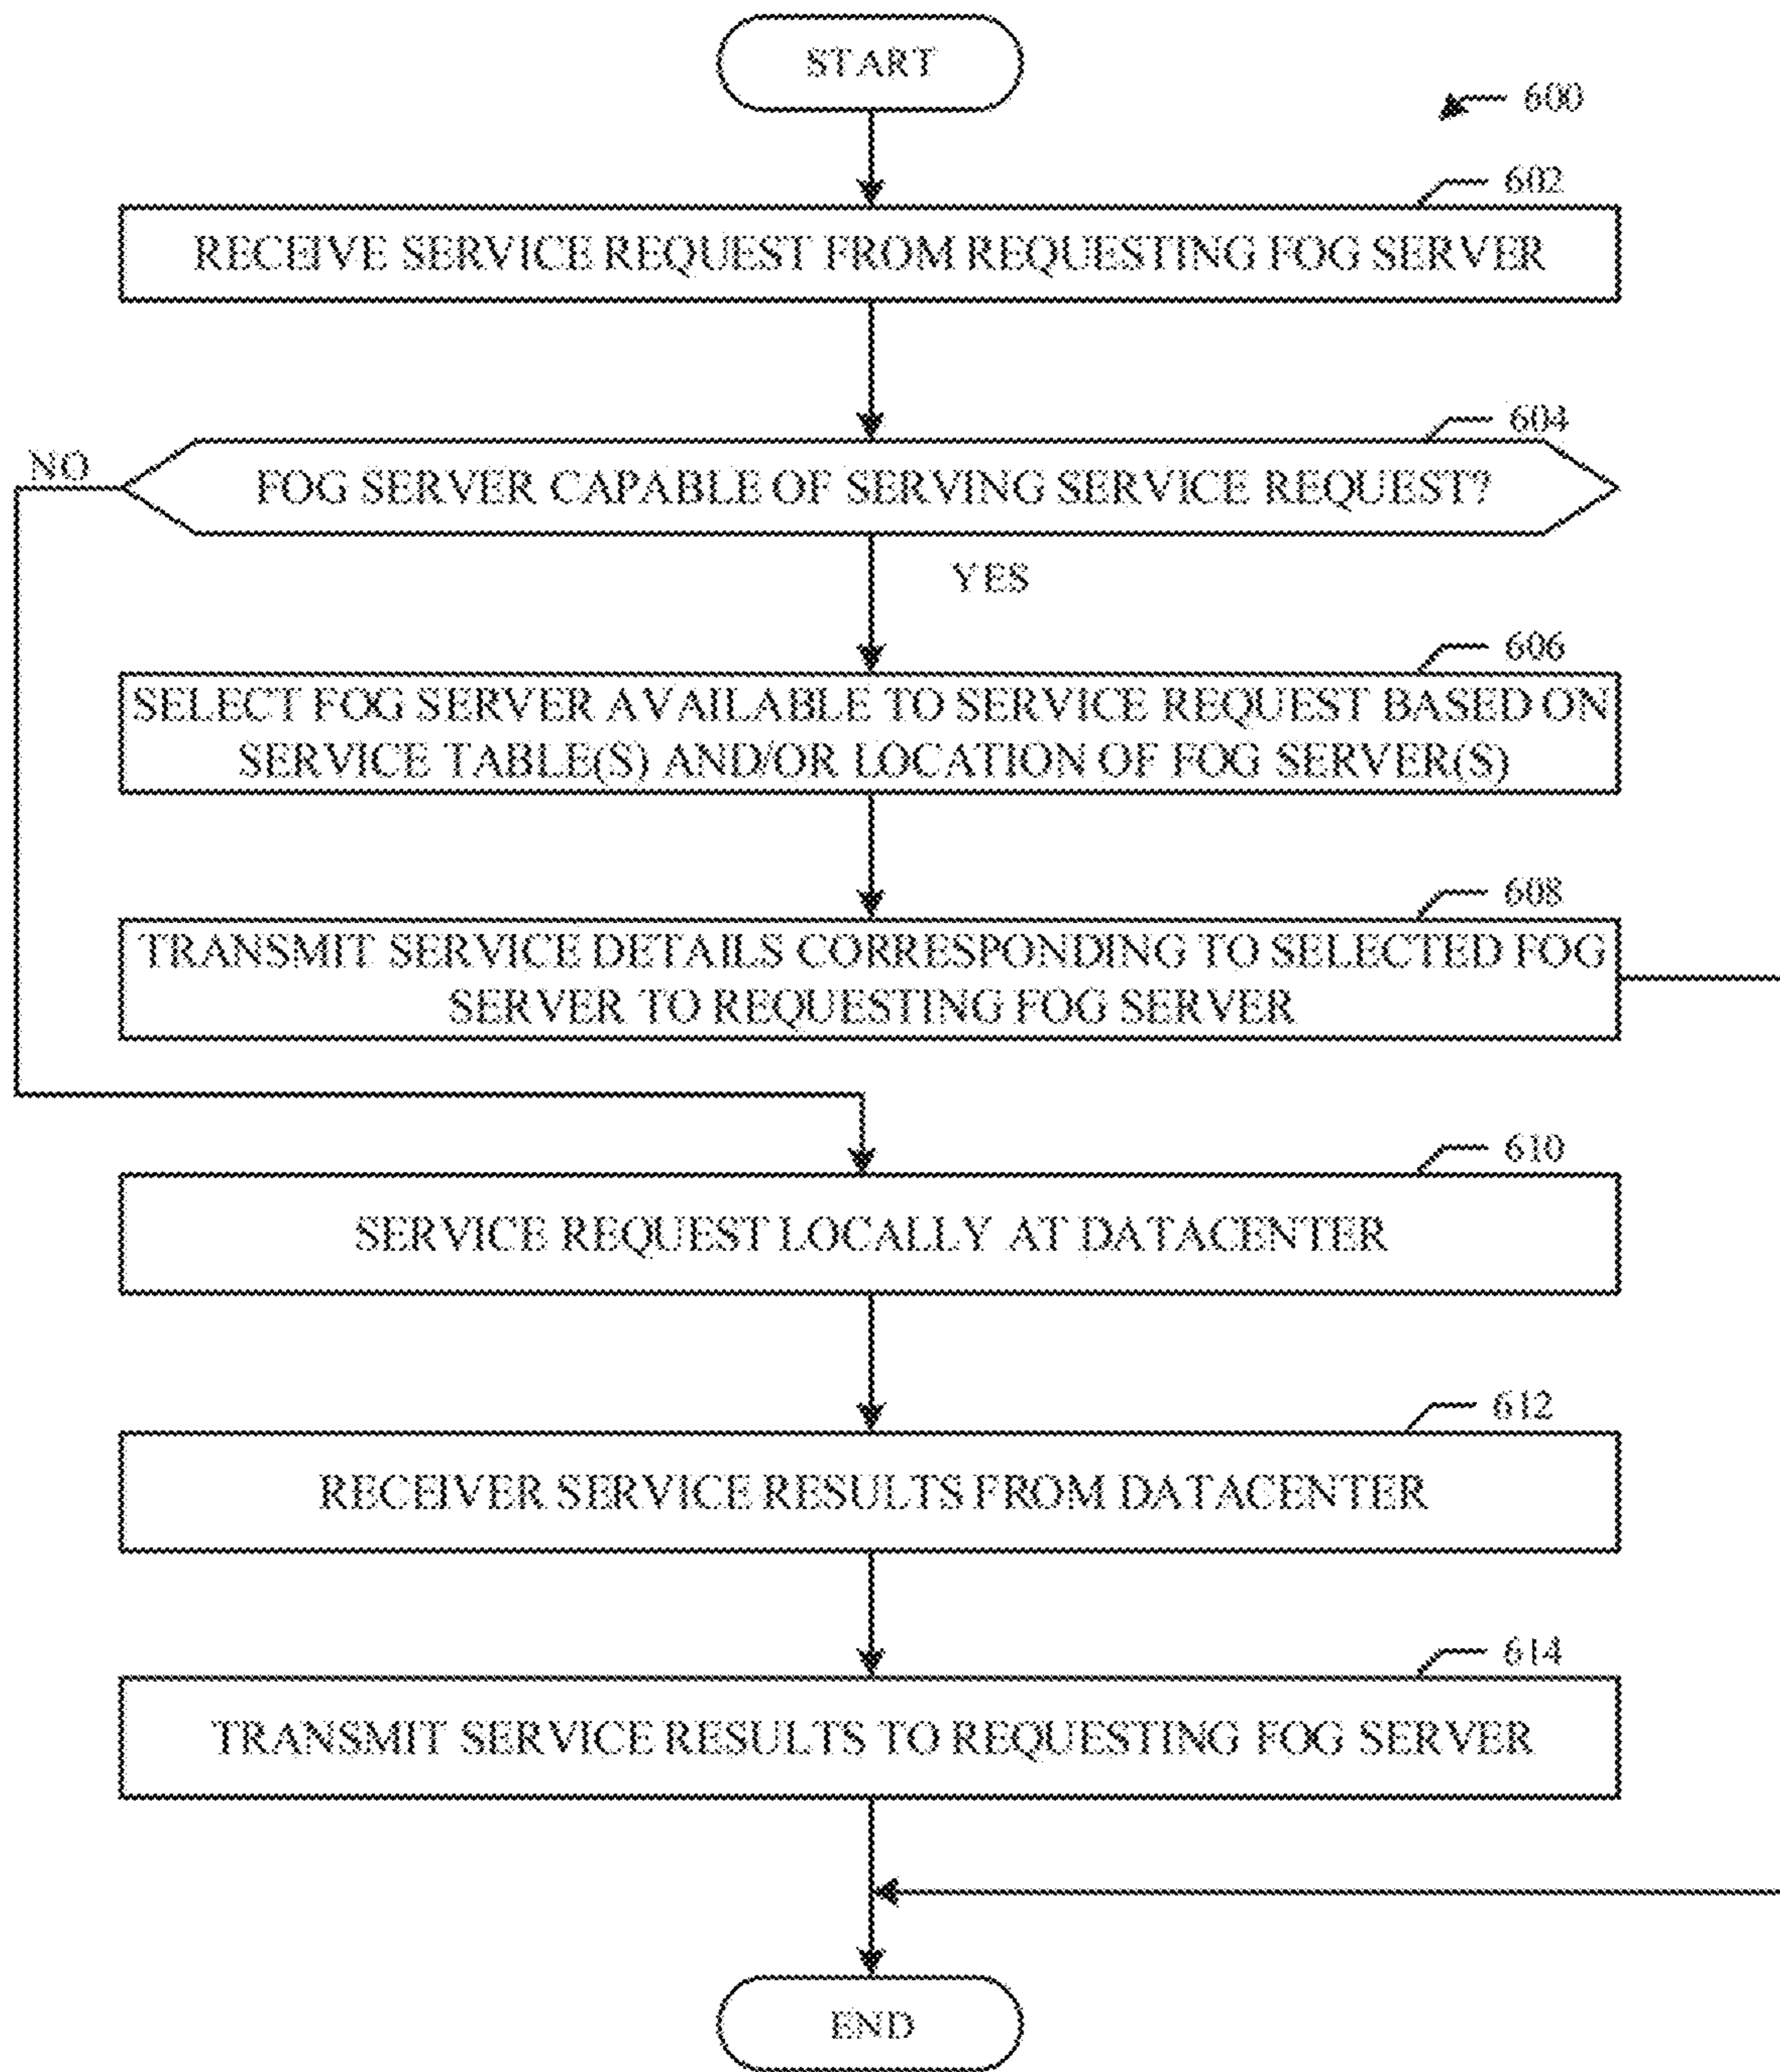 START
600
602
RECEIVE SERVICE REQUEST FROM REQUESTING FOG SERVER
604
NO
FOG SERVER CAPABLE OF SERVING SERVICE REQUEST?
YES
606
SELECT FOG SERVER AVAILABLE TO SERVICE REQUEST BASED ON
SERVICE TABLE(S) AND/OR LOCATION OF FOG SERVER(S)
608
TRANSMIT SERVICE DETAILS CORRESPONDING TO SELECTED FOG
SERVER TO REQUESTING FOG SERVER
610
SERVICE REQUEST LOCALLY AT DATACENTER
612
RECEIVER SERVICE RESULTS FROM DATACENTER
614
TRANSMIT SERVICE RESULTS TO REQUESTING FOG SERVER
END